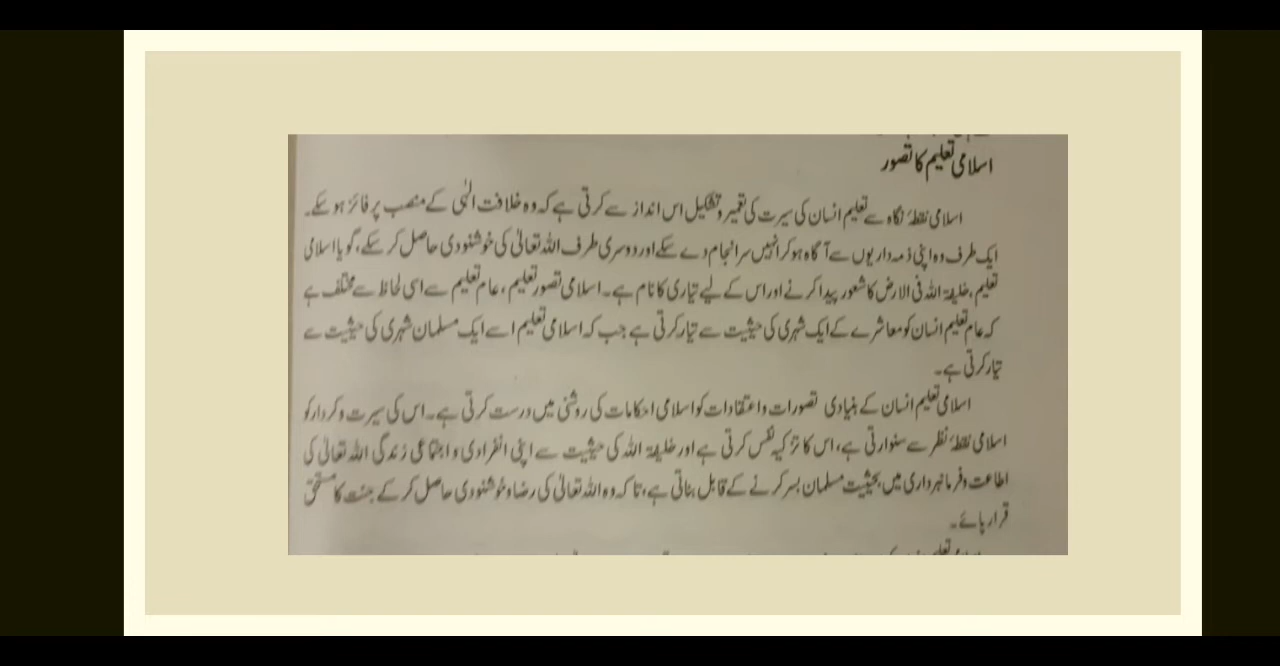 اسلامی تعلیم کا تصور
اسلامی نقطۂ نگاہ سے تعلیم انسان کی سیرت کی تعمیر و تشکیل اس انداز سے کرتی ہے کہ وہ خلافت الٰہی کے منصب پر فائز ہو سکے۔
ایک طرف وہ اپنی ذمہ داریوں سے آگاہ ہو کر انہیں سر انجام دے سکے اور دوسری طرف اللہ تعالیٰ کی خوشنودی حاصل کر سکے، گویا اسلامی
تعلیم، خلیفۃ اللہ فی الارض کا شعور پیدا کرنے اور اس کے لیے تیاری کا نام ہے۔ اسلامی تصور تعلیم، عام تعلیم سے اسی لحاظ سے مختلف ہے
کہ عام تعلیم انسان کو معاشرے کے ایک شہری کی حیثیت سے تیار کرتی ہے جب کہ اسلامی تعلیم اسے ایک مسلمان شہری کی حیثیت سے
تیار کرتی ہے۔
اسلامی تعلیم انسان کے بنیادی تصورات و اعتقادات کو اسلامی احکامات کی روشنی میں درست کرتی ہے۔ اس کی سیرت و کردار کو
اسلامی نقطۂ نظر سے سنوارتی ہے، اس کا تزکیہ نفس کرتی ہے اور خلیفۃ اللہ کی حیثیت سے اپنی انفرادی و اجتماعی زندگی اللہ تعالیٰ کی
اطاعت و فرمانبرداری میں بحیثیت مسلمان بسر کرنے کے قابل بناتی ہے، تا کہ وہ اللہ تعالیٰ کی رضا و خوشنودی حاصل کر کے جنت کا مستحق
قرار پائے۔